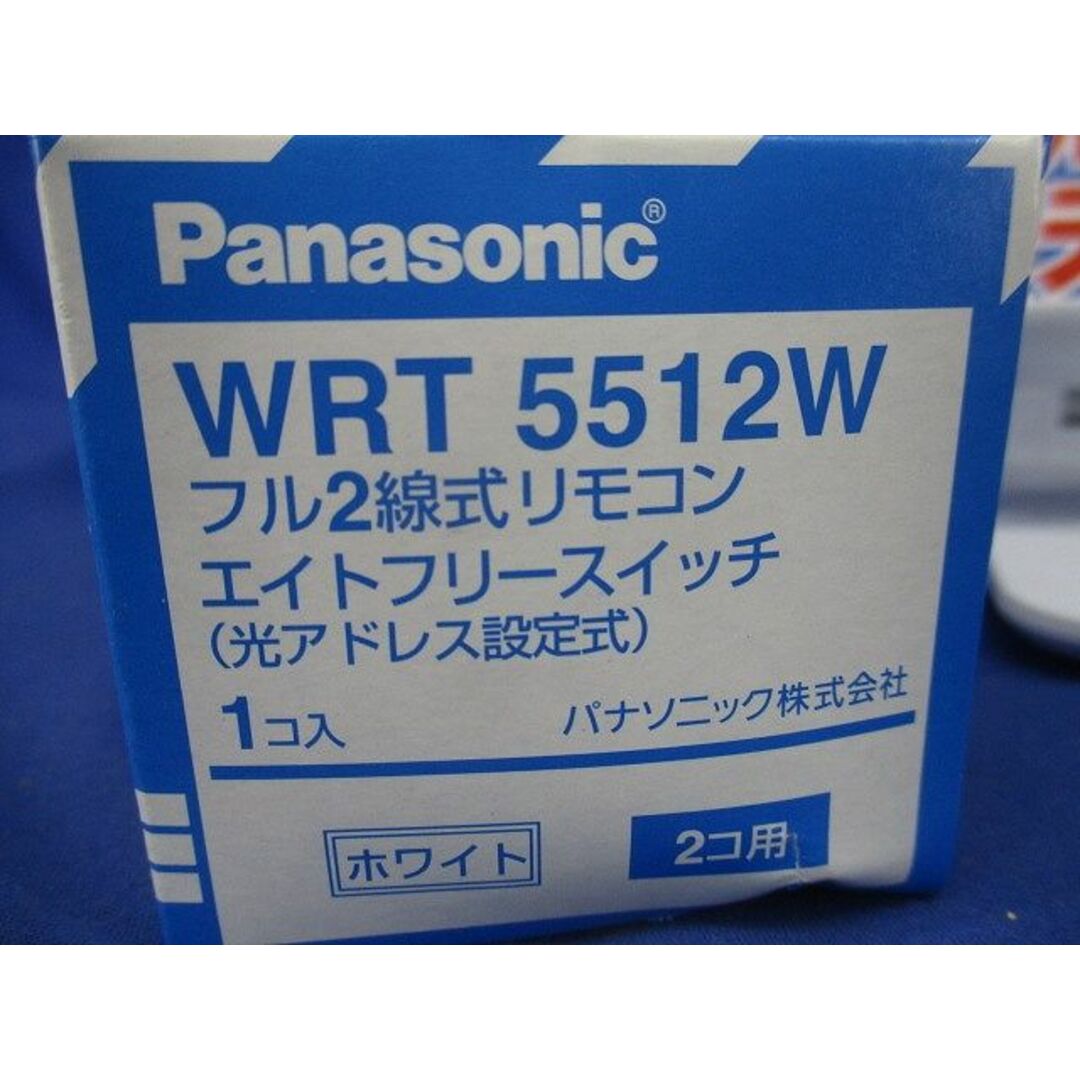 Panasonic®
WRT 5512W
フル2線式リモコン
エイトフリースイッチ
(光アドレス設定式)
1コ入
パナソニック株式会社
ホワイト
2コ用